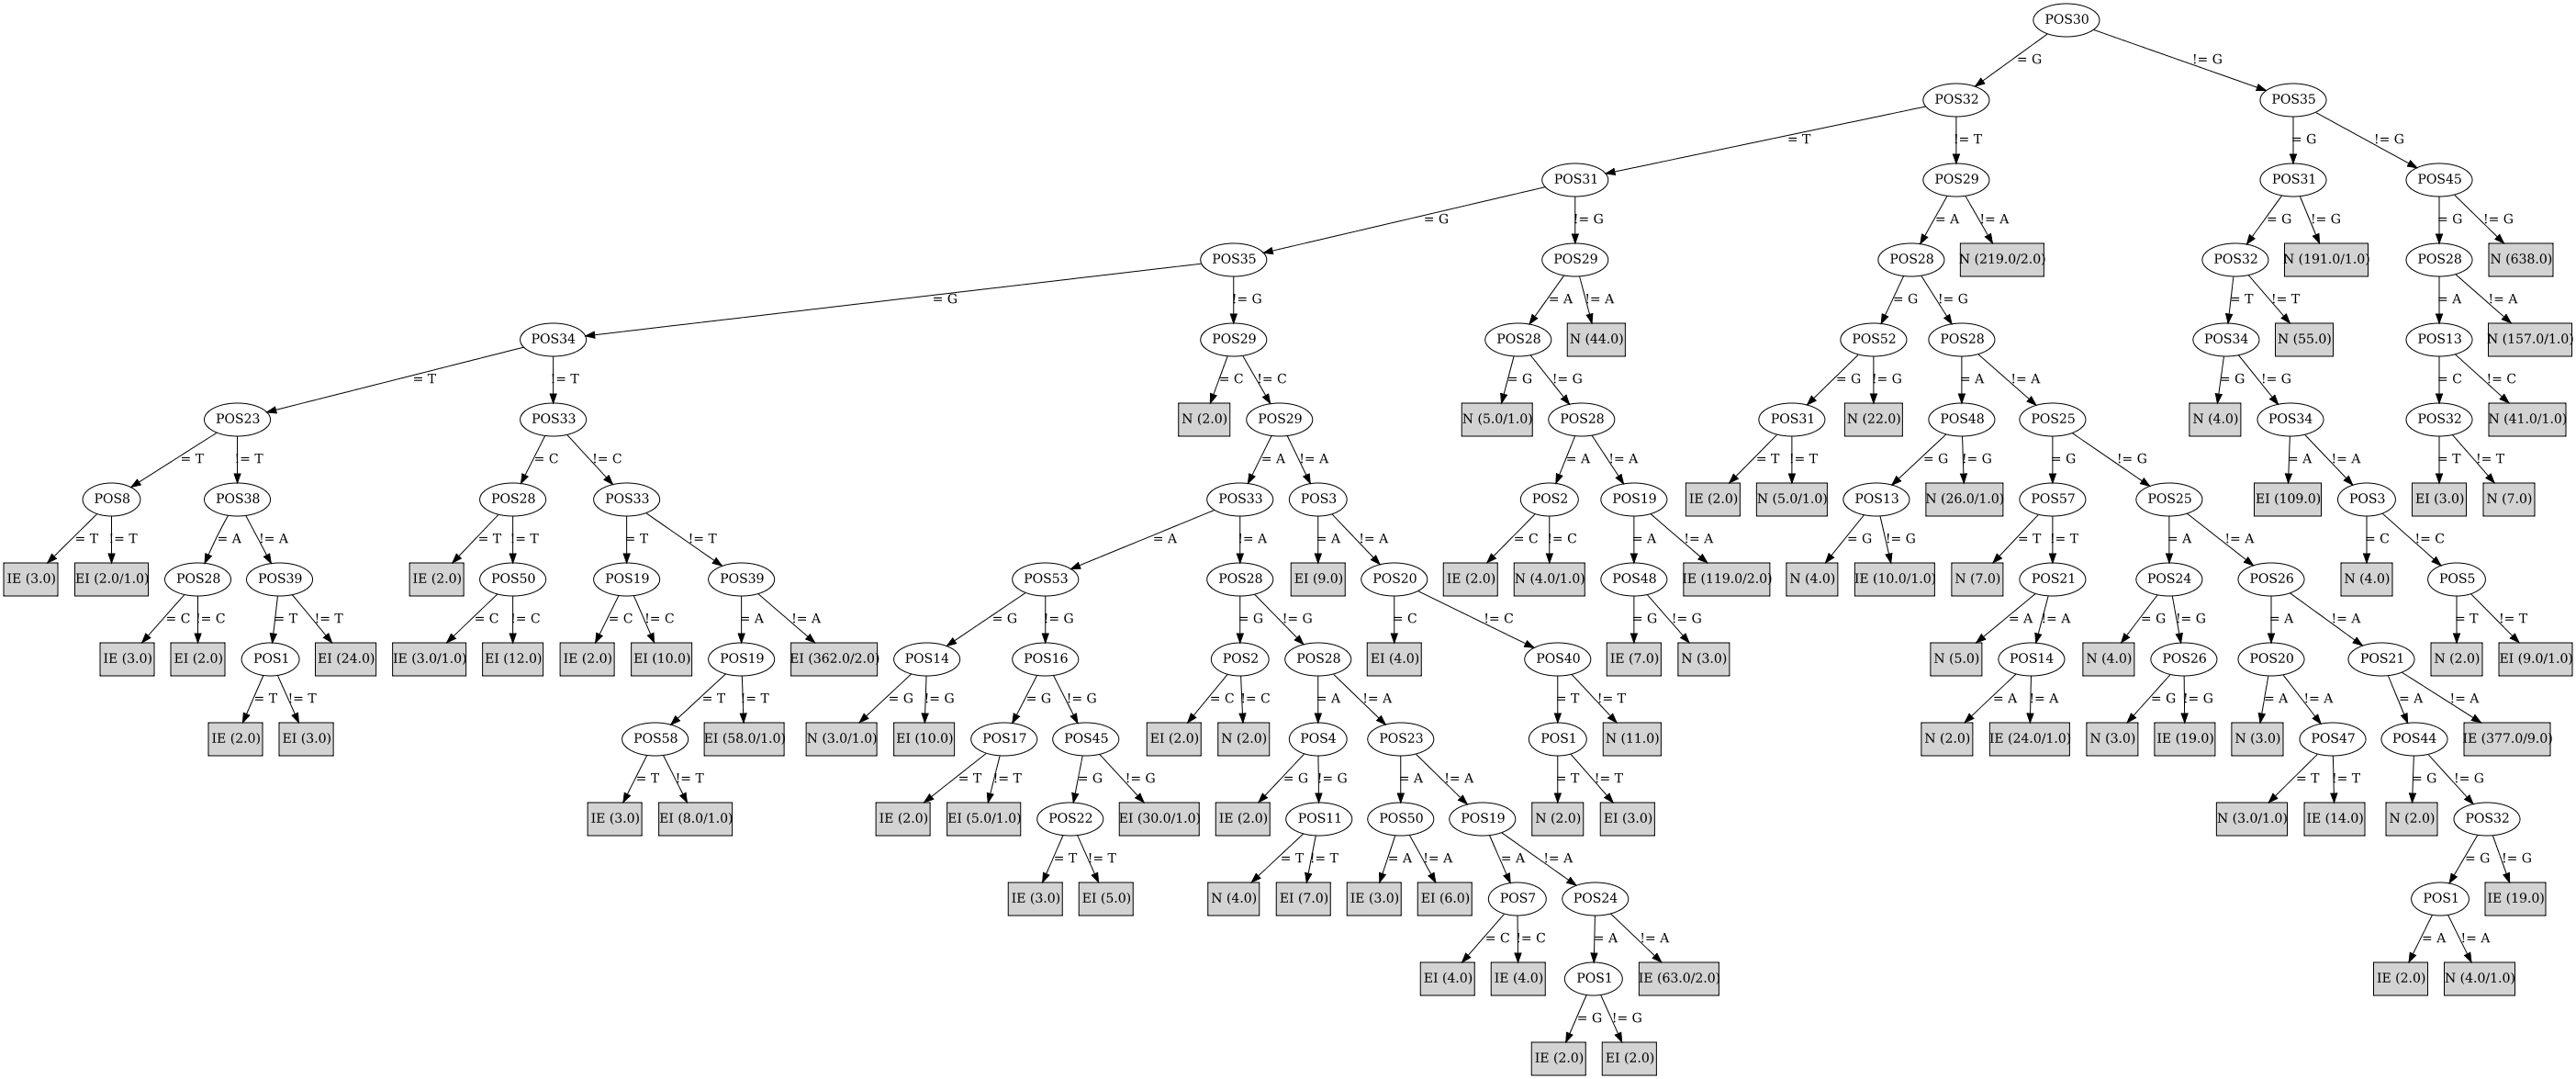 POS30
= G != G
POS32 POS35
= T != T = G != G
POS31 POS29 POS31 POS45
= G != G = A != A = G != G = G != G
POS35 POS29 POS28 N (219.0/2.0) POS32 N (191.0/1.0) POS28 N (638.0)
= G != G = A != A = G != G = T != T = A != A
POS34 POS29 POS28 N (44.0) POS52 POS28 POS34 N (55.0) POS13 N (157.0/1.0)
= T != T = C != C = G != G = G != G = A != A = G != G = C != C
POS23 POS33 N (2.0) POS29 N (5.0/1.0) POS28 POS31 N (22.0) POS48 POS25 N (4.0) POS34 POS32 N (41.0/1.0)
= T != T = C != C = A != A = A != A = T != T = G != G = G != G = A != A = T != T
POS8 POS38 POS28 POS33 POS33 POS3 POS2 POS19 IE (2.0) N (5.0/1.0) POS13 N (26.0/1.0) POS57 POS25 EI (109.0) POS3 EI (3.0) N (7.0)
= T != T = A != A = T != T = T != T = A != A = A != A = C != C = A != A = G != G = T != T = A != A = C != C
IE (3.0) EI (2.0/1.0) POS28 POS39 IE (2.0) POS50 POS19 POS39 POS53 POS28 EI (9.0) POS20 IE (2.0) N (4.0/1.0) POS48 IE (119.0/2.0) N (4.0) IE (10.0/1.0) N (7.0) POS21 POS24 POS26 N (4.0) POS5
= C != C = T != T = C != C = C != C = A != A = G != G = G != G = C != C = G != G = A != A = G != G = A != A = T != T
IE (3.0) EI (2.0) POS1 EI (24.0) IE (3.0/1.0) EI (12.0) IE (2.0) EI (10.0) POS19 EI (362.0/2.0) POS14 POS16 POS2 POS28 EI (4.0) POS40 IE (7.0) N (3.0) N (5.0) POS14 N (4.0) POS26 POS20 POS21 N (2.0) EI (9.0/1.0)
= T != T = T != T = G != G = G != G = C != C = A != A = T != T = A != A = G != G = A != A = A != A
IE (2.0) EI (3.0) POS58 EI (58.0/1.0) N (3.0/1.0) EI (10.0) POS17 POS45 EI (2.0) N (2.0) POS4 POS23 POS1 N (11.0) N (2.0) IE (24.0/1.0) N (3.0) IE (19.0) N (3.0) POS47 POS44 IE (377.0/9.0)
= T != T = T != T = G != G = G != G = A != A = T != T = T != T = G != G
IE (3.0) EI (8.0/1.0) IE (2.0) EI (5.0/1.0) POS22 EI (30.0/1.0) IE (2.0) POS11 POS50 POS19 N (2.0) EI (3.0) N (3.0/1.0) IE (14.0) N (2.0) POS32
= T != T = T != T = A != A = A != A = G != G
IE (3.0) EI (5.0) N (4.0) EI (7.0) IE (3.0) EI (6.0) POS7 POS24 POS1 IE (19.0)
= C != C = A != A = A != A
EI (4.0) IE (4.0) POS1 IE (63.0/2.0) IE (2.0) N (4.0/1.0)
= G != G
IE (2.0) EI (2.0)